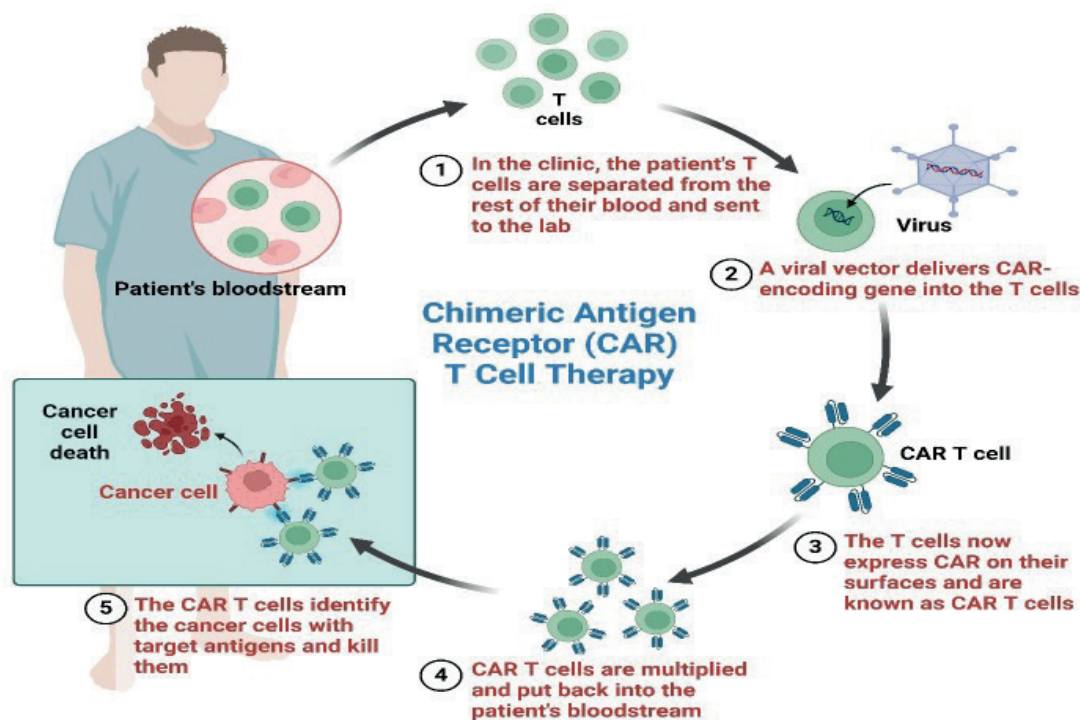 T
cells
1
In the clinic, the patient's T
cells are separated from the
rest of their blood and sent
to the lab
Patient's bloodstream
Virus
2
A viral vector delivers CAR-
encoding gene into the T cells
Chimeric Antigen
Receptor (CAR)
T Cell Therapy
CAR T cell
3
The T cells now
express CAR on their
surfaces and are
known as CAR T cells
4
CAR T cells are multiplied
and put back into the
patient's bloodstream
Cancer
cell
death
Cancer cell
5
The CAR T cells identify
the cancer cells with
target antigens and kill
them